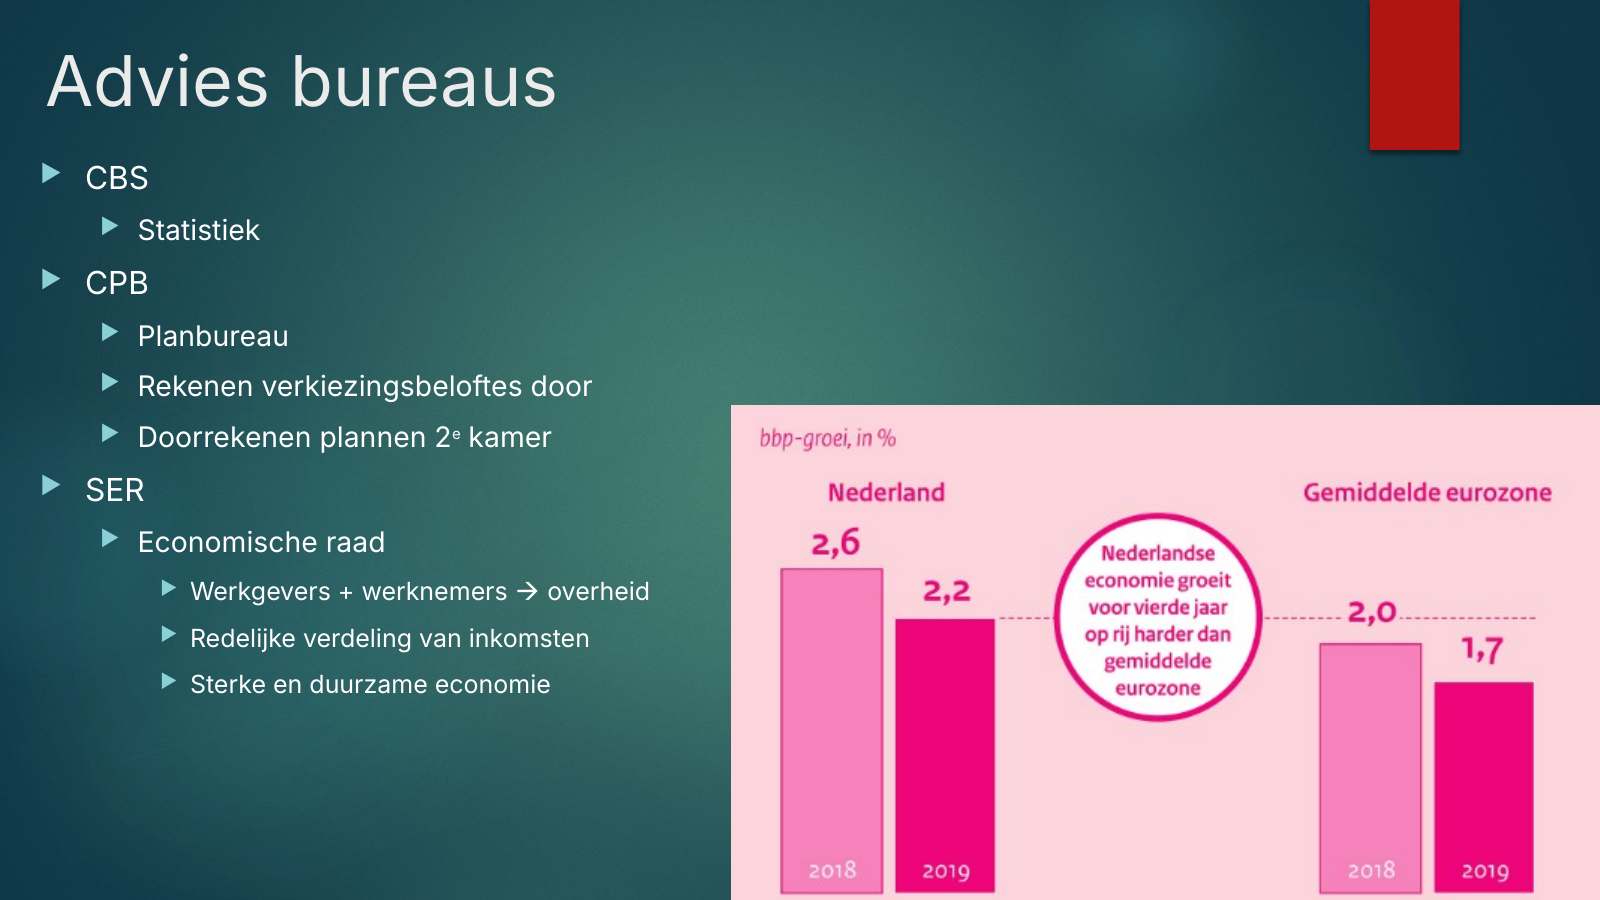 Advies bureaus
CBS
Statistiek
CPB
Planbureau
Rekenen verkiezingsbeloftes door
Doorrekenen plannen 2e kamer
SER
Economische raad
Werkgevers + werknemers → overheid
Redelijke verdeling van inkomsten
Sterke en duurzame economie
bbp-groei, in %
Nederland
2,6
2,2
2018
2019
Nederlandse
economie groeit
voor vierde jaar
op rij harder dan
gemiddelde
eurozone
Gemiddelde eurozone
2,0
1,7
2018
2019